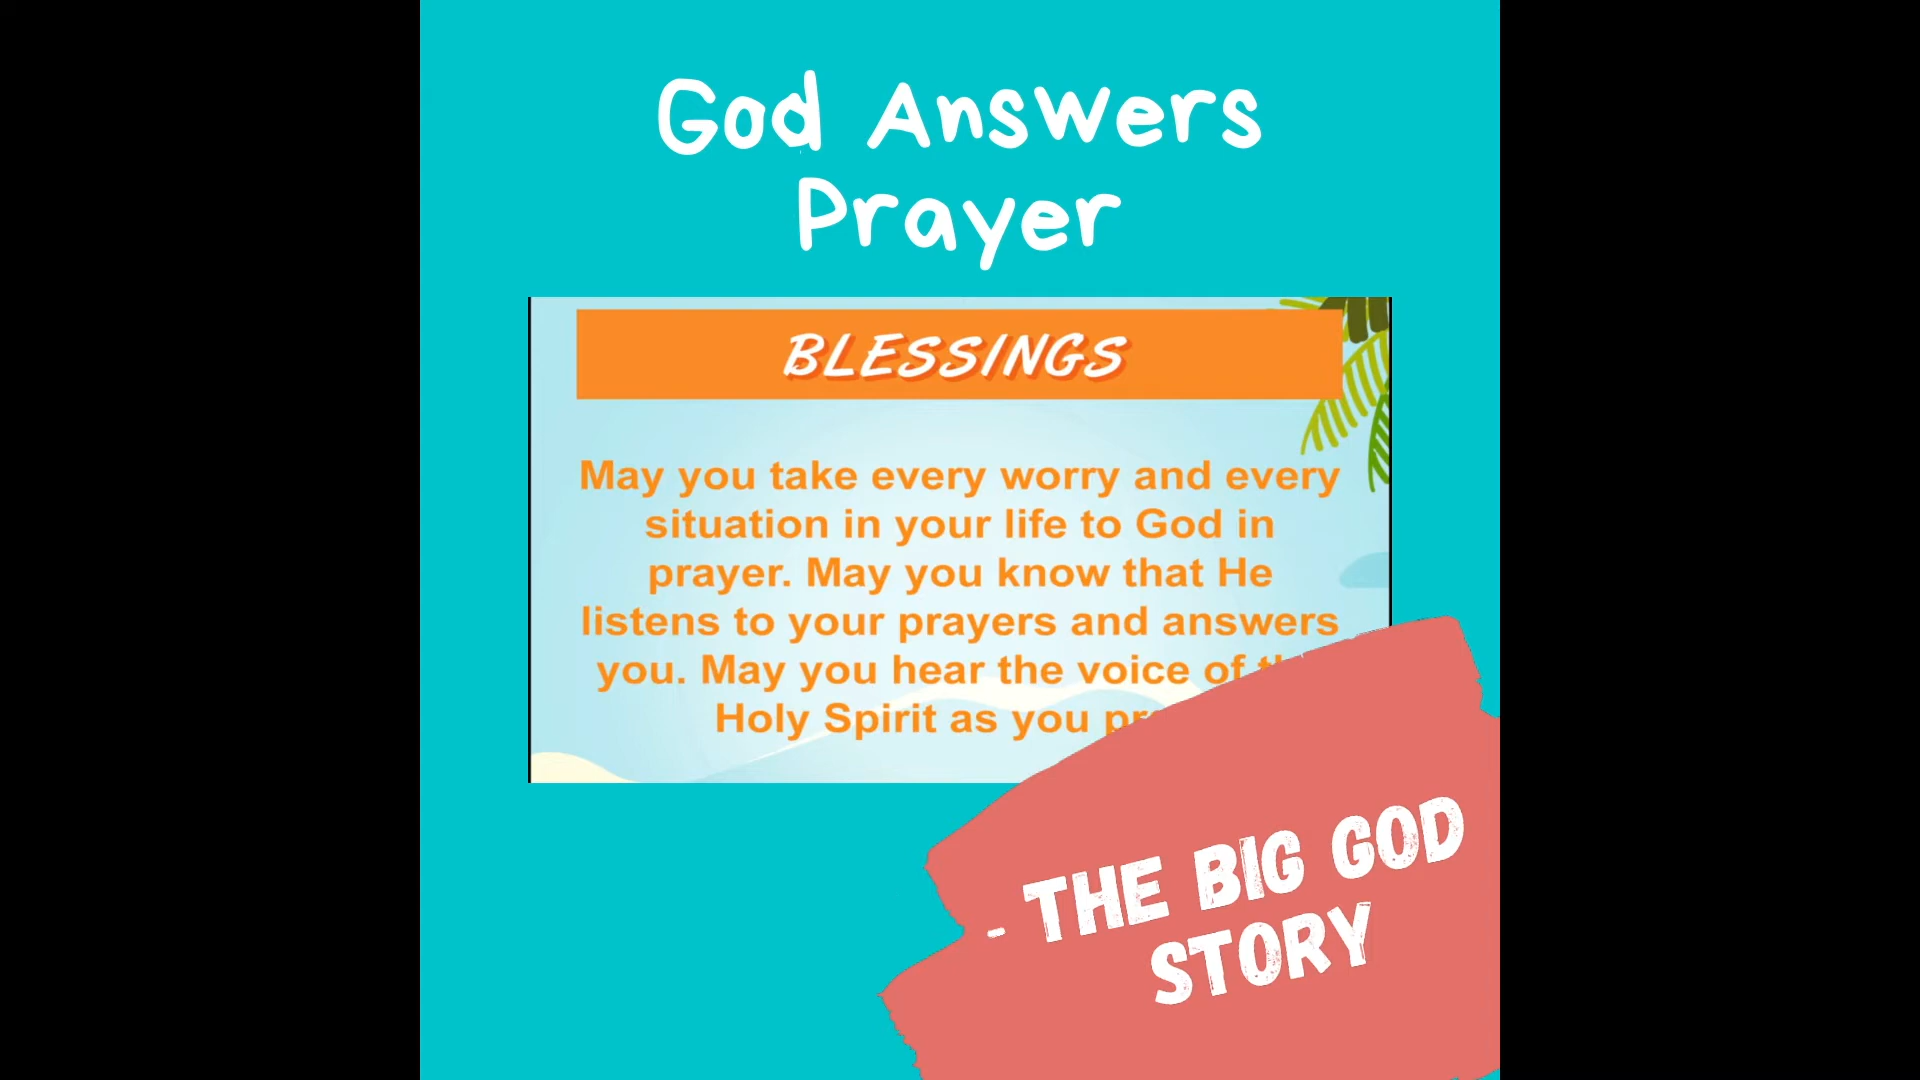 God Answers
Prayer
BLESSINGS
May you take every worry and every
situation in your life to God in
prayer. May you know that He
listens to your prayers and answers
you. May you hear the voice of
Holy Spirit as you
- THE BIG GOD
STORY